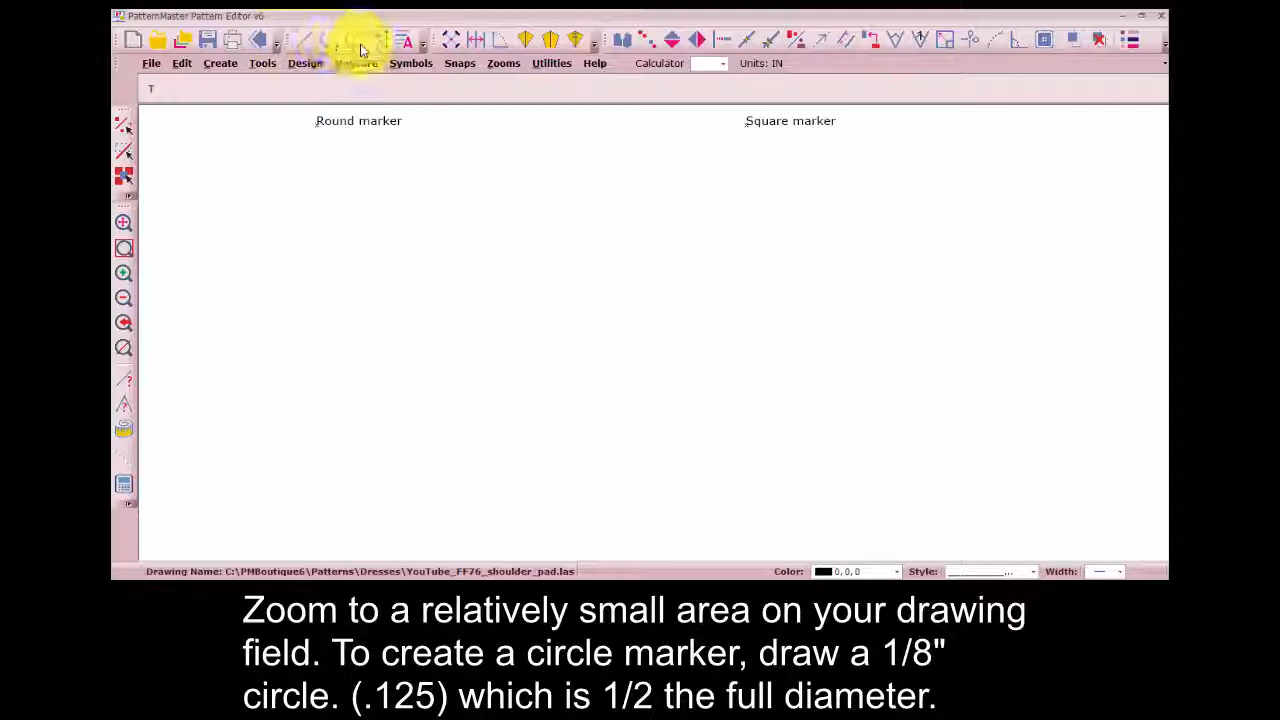 PatternMaster Pattern Editor v6
File Edit Create Tools Design Measure Symbols Snaps Zooms Utilities Help Calculator Units: IN
T
Round marker Square marker
Drawing Name: C:\PMBoutique6\Patterns\Dresses\YouTube_FF76_shoulder_pad.las Color: 0,0,0 Style: ... Width:
Zoom to a relatively small area on your drawing
field. To create a circle marker, draw a 1/8"
circle. (.125) which is 1/2 the full diameter.